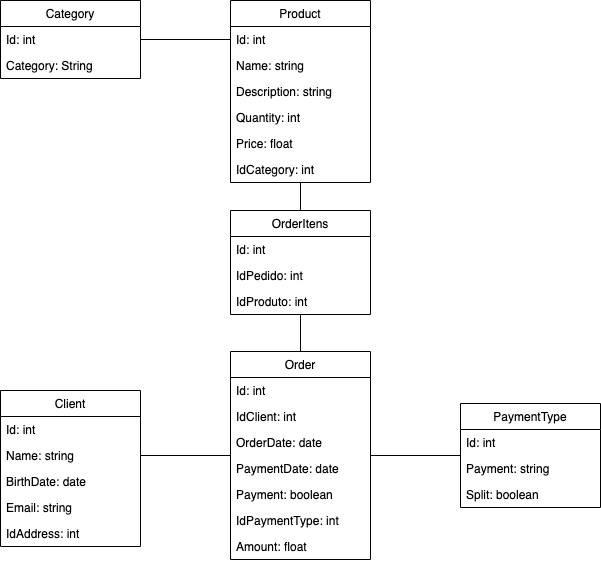 Category
Id: int
Category: String
Product
Id: int
Name: string
Description: string
Quantity: int
Price: float
IdCategory: int
OrderItens
Id: int
IdPedido: int
IdProduto: int
Order
Id: int
IdClient: int
OrderDate: date
PaymentDate: date
Payment: boolean
IdPaymentType: int
Amount: float
Client
Id: int
Name: string
BirthDate: date
Email: string
IdAddress: int
PaymentType
Id: int
Payment: string
Split: boolean